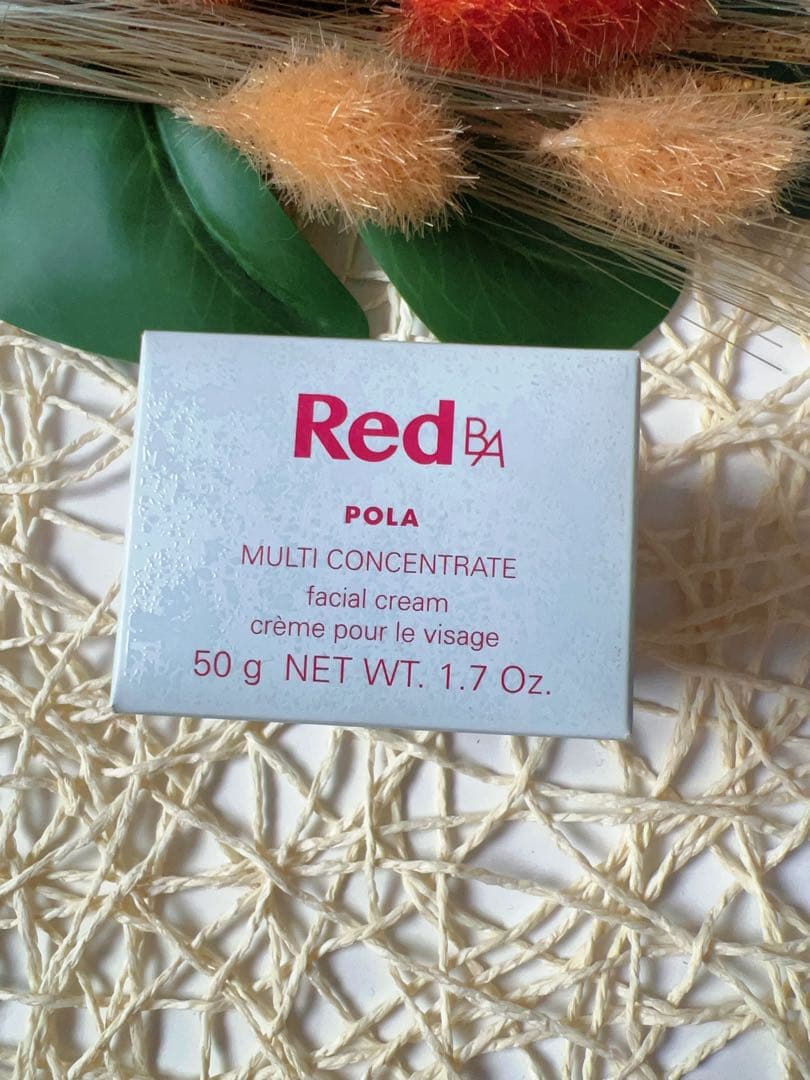 Red BA
POLA
MULTI CONCENTRATE
facial cream
crème pour le visage
50 g NET WT. 1.7 Oz.